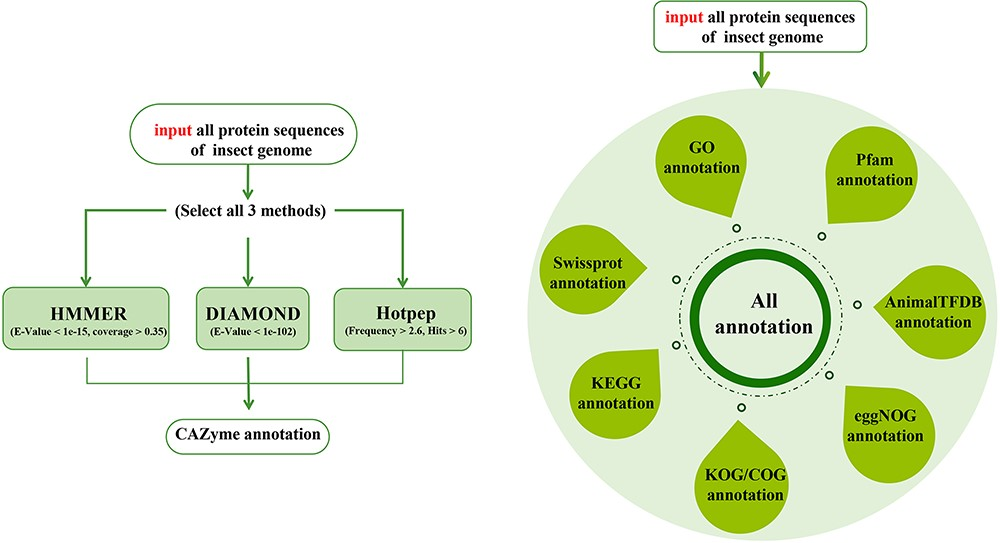 input all protein sequences
of insect genome
(Select all 3 methods)
HMMER
(E-Value < 1e-15, coverage > 0.35)
DIAMOND
(E-Value < 1e-102)
Hotpep
(Frequency > 2.6, Hits > 6)
CAZyme annotation
input all protein sequences
of insect genome
GO
annotation
Pfam
annotation
Swissprot
annotation
AnimalTFDB
annotation
All
annotation
KEGG
annotation
eggNOG
annotation
KOG/COG
annotation